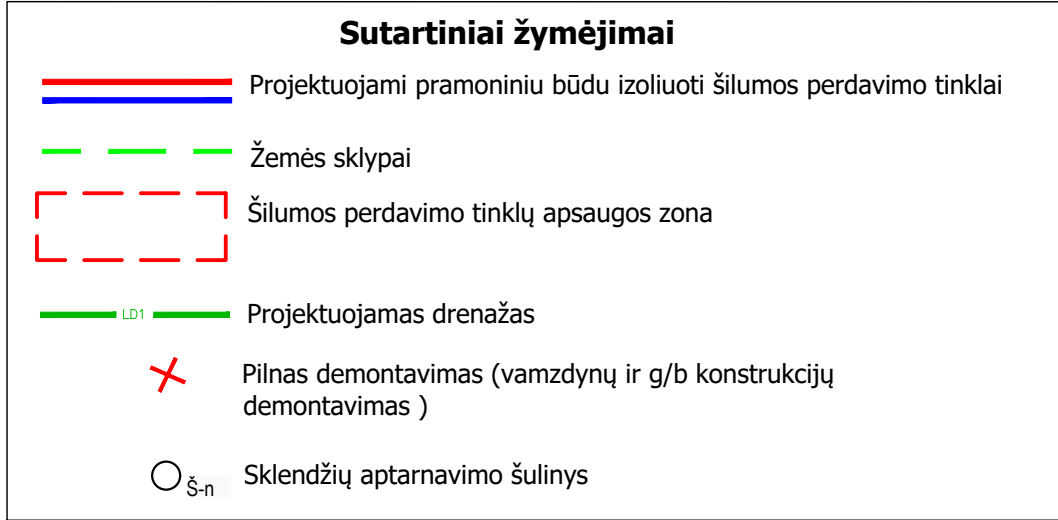 Sutartiniai žymėjimai
Projektuojami pramoniniu būdu izoliuoti šilumos perdavimo tinklai
Žemės sklypai
Šilumos perdavimo tinklų apsaugos zona
LD1 Projektuojamas drenažas
Pilnas demontavimas (vamzdynų ir g/b konstrukcijų
demontavimas )
Š-n Sklendžių aptarnavimo šulinys